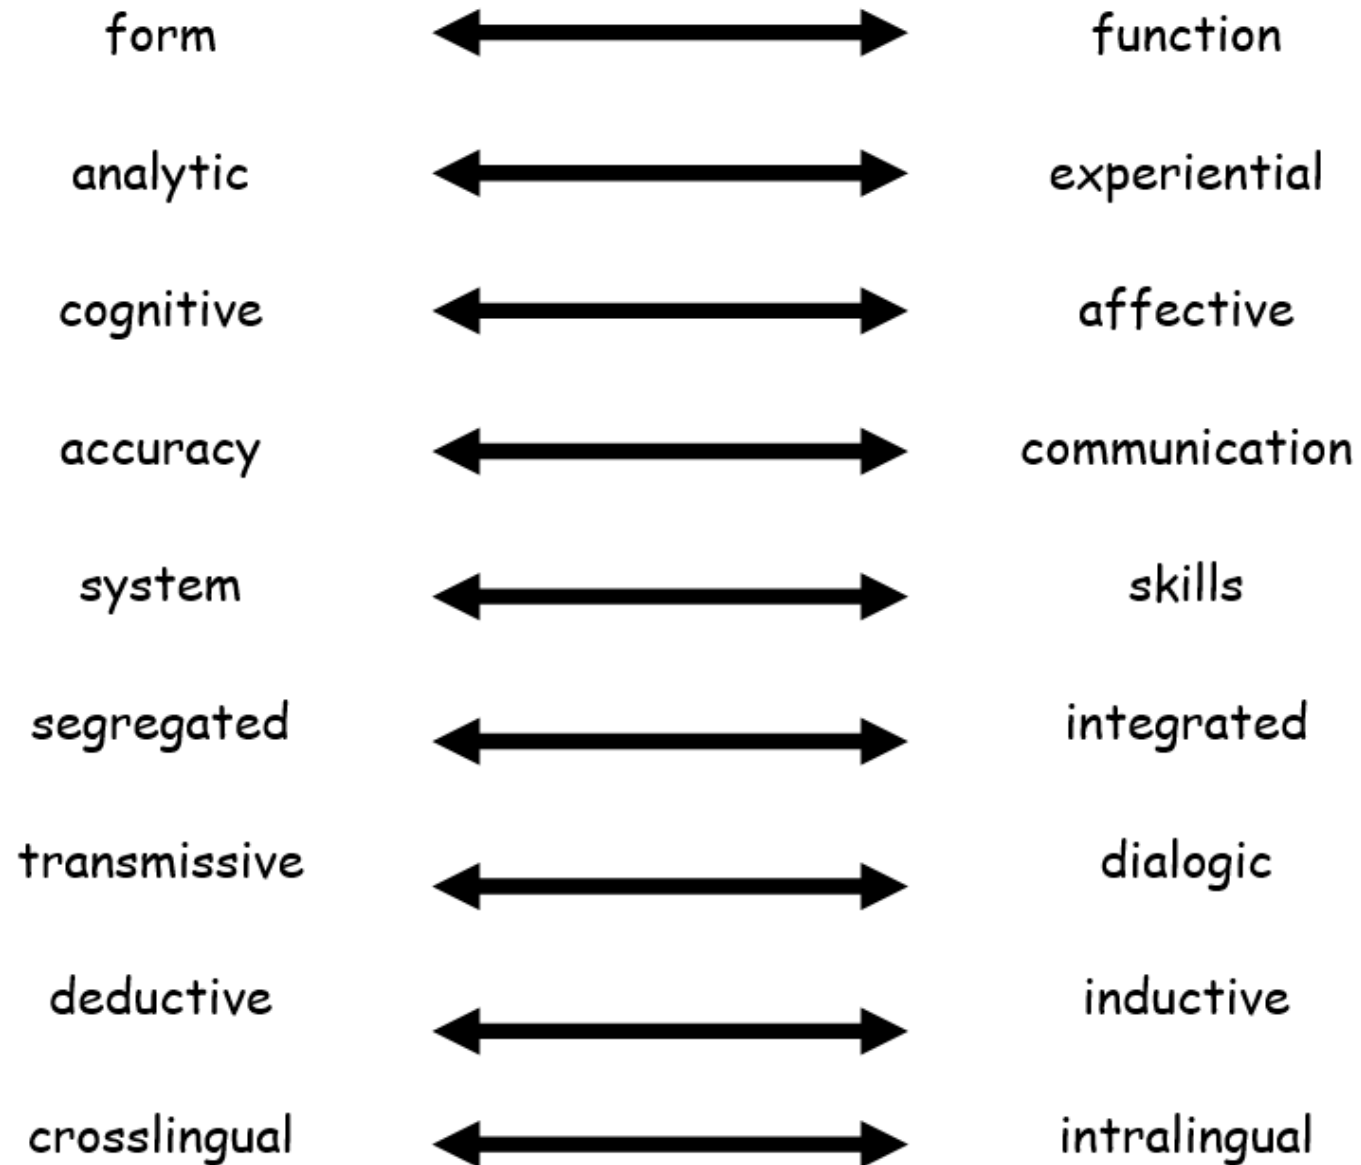 form function
analytic experiential
cognitive affective
accuracy communication
system skills
segregated integrated
transmissive dialogic
deductive inductive
crosslingual intralingual